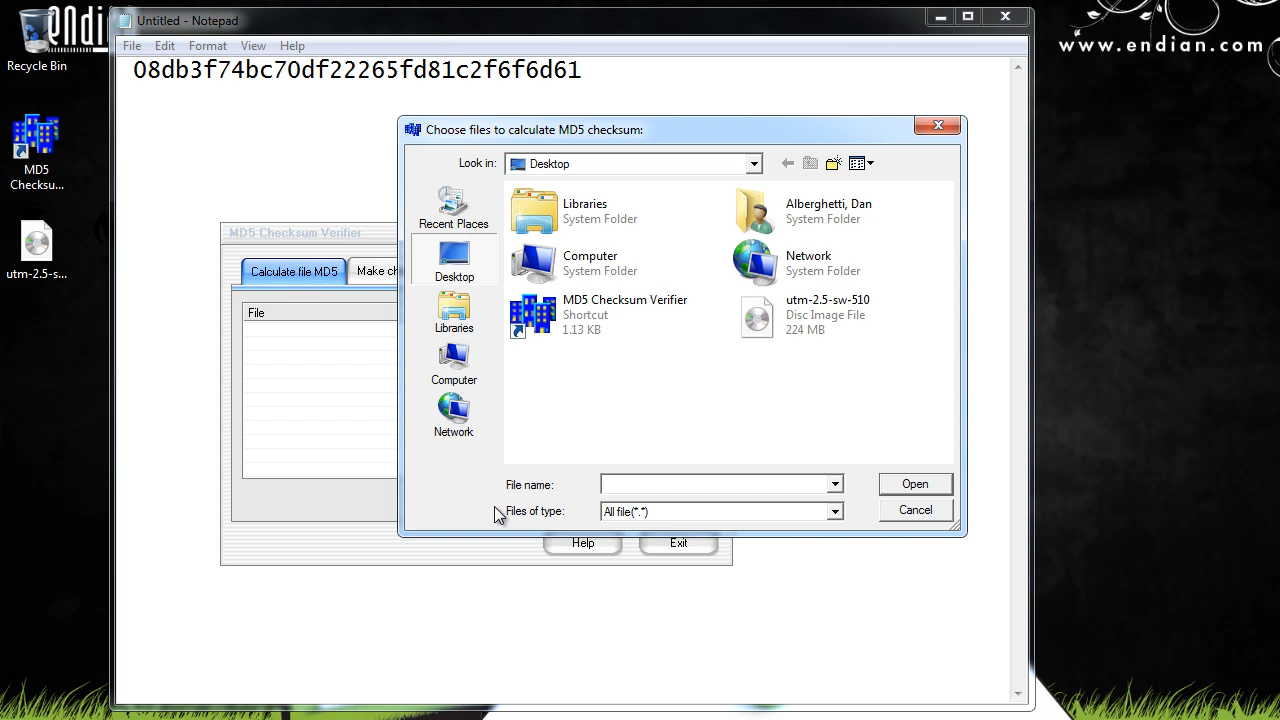 Untitled - Notepad
File Edit Format View Help
08db3f74bc70df22265fd81c2f6f6d61
www.endian.com
Recycle Bin
MD5
Checksu...
utm-2.5-s...
MD5 Checksum Verifier
Calculate file MD5
Make ch
File
Help
Exit
Choose files to calculate MD5 checksum:
Look in:
Desktop
Recent Places
Desktop
Libraries
Computer
Network
Libraries
System Folder
Alberghetti, Dan
System Folder
Computer
System Folder
Network
System Folder
MD5 Checksum Verifier
Shortcut
1.13 KB
utm-2.5-sw-510
Disc Image File
224 MB
File name:
Open
Files of type:
All file(*.*)
Cancel